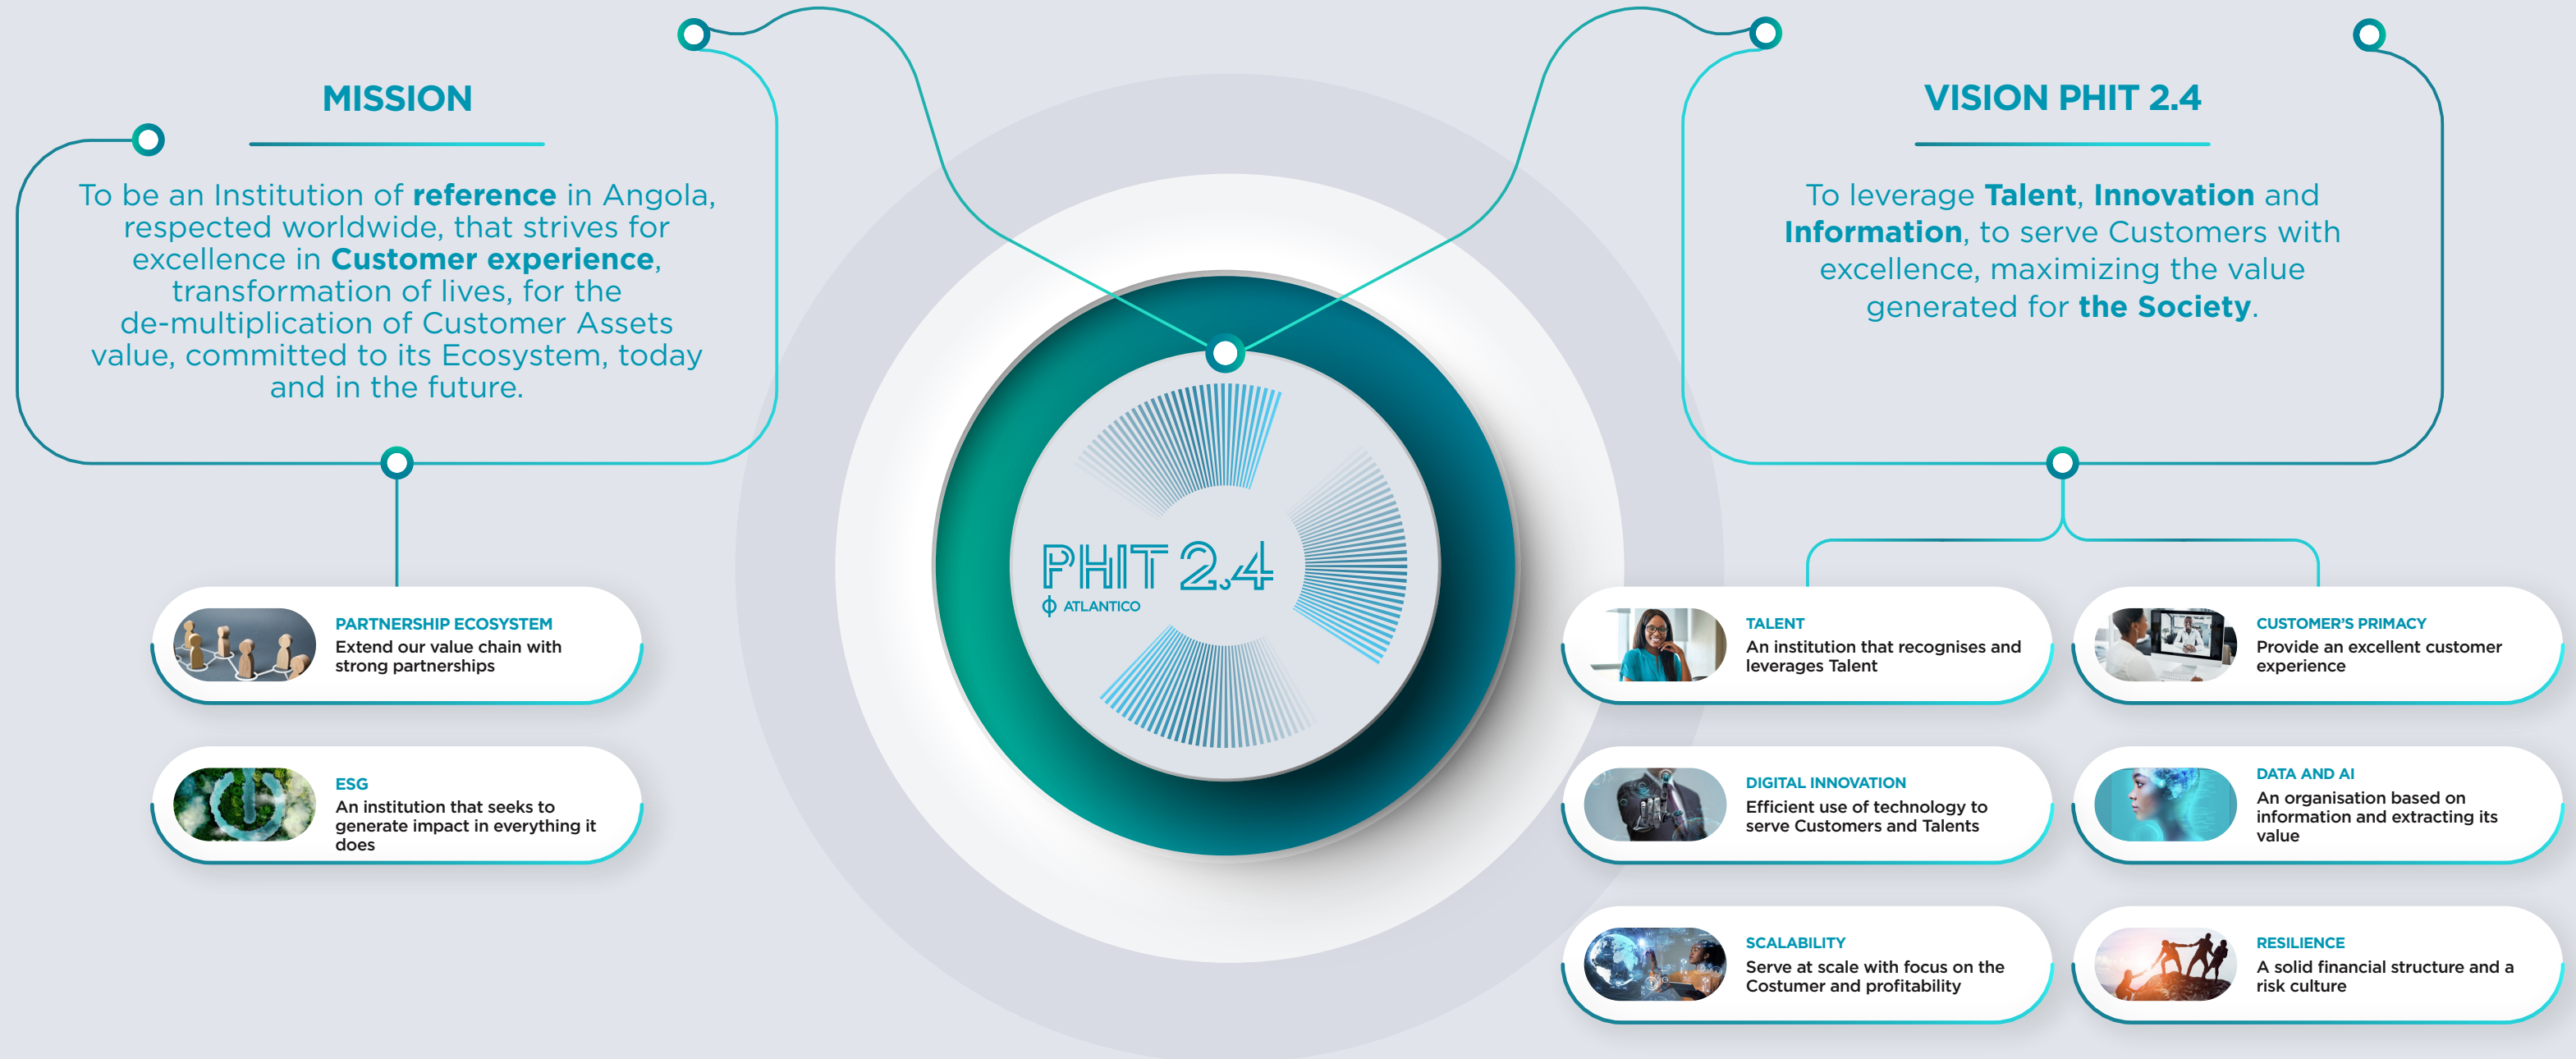 MISSION
To be an Institution of reference in Angola,
respected worldwide, that strives for
excellence in Customer experience,
transformation of lives, for the
de-multiplication of Customer Assets
value, committed to its Ecosystem, today
and in the future.
PARTNERSHIP ECOSYSTEM
Extend our value chain with
strong partnerships
ESG
An institution that seeks to
generate impact in everything it
does
PHIT 2.4
ATLANTICO
VISION PHIT 2.4
To leverage Talent, Innovation and
Information, to serve Customers with
excellence, maximizing the value
generated for the Society.
TALENT
An institution that recognises and
leverages Talent
CUSTOMER’S PRIMACY
Provide an excellent customer
experience
DIGITAL INNOVATION
Efficient use of technology to
serve Customers and Talents
DATA AND AI
An organisation based on
information and extracting its
value
SCALABILITY
Serve at scale with focus on the
Costumer and profitability
RESILIENCE
A solid financial structure and a
risk culture